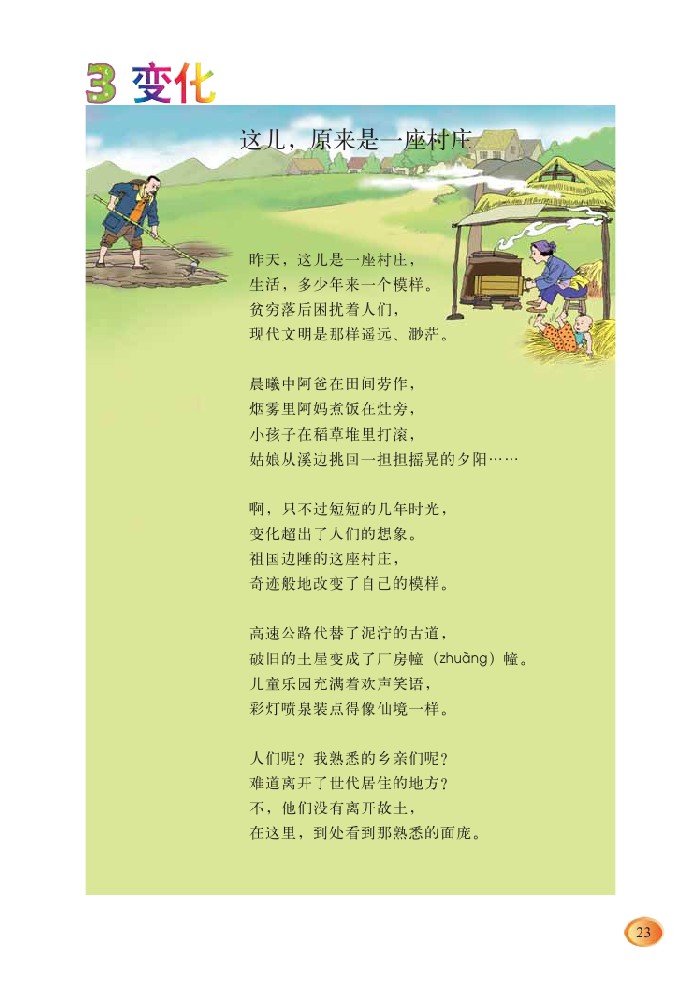 3 变化
这儿，原来是一座村庄
昨天，这儿是一座村庄，
生活，多少年来一个模样。
贫穷落后困扰着人们，
现代文明是那样遥远、渺茫。
晨曦中阿爸在田间劳作，
烟雾里阿妈煮饭在灶旁，
小孩子在稻草堆里打滚，
姑娘从溪边挑回一担担摇晃的夕阳……
啊，只不过短短的几年时光，
变化超出了人们的想象。
祖国边陲的这座村庄，
奇迹般地改变了自己的模样。
高速公路代替了泥泞的古道，
破旧的土屋变成了厂房幢（zhuàng）幢。
儿童乐园充满着欢声笑语，
彩灯喷泉装点得像仙境一样。
人们呢？我熟悉的乡亲们呢？
难道离开了世代居住的地方？
不，他们没有离开故土，
在这里，到处看到那熟悉的面庞。
23